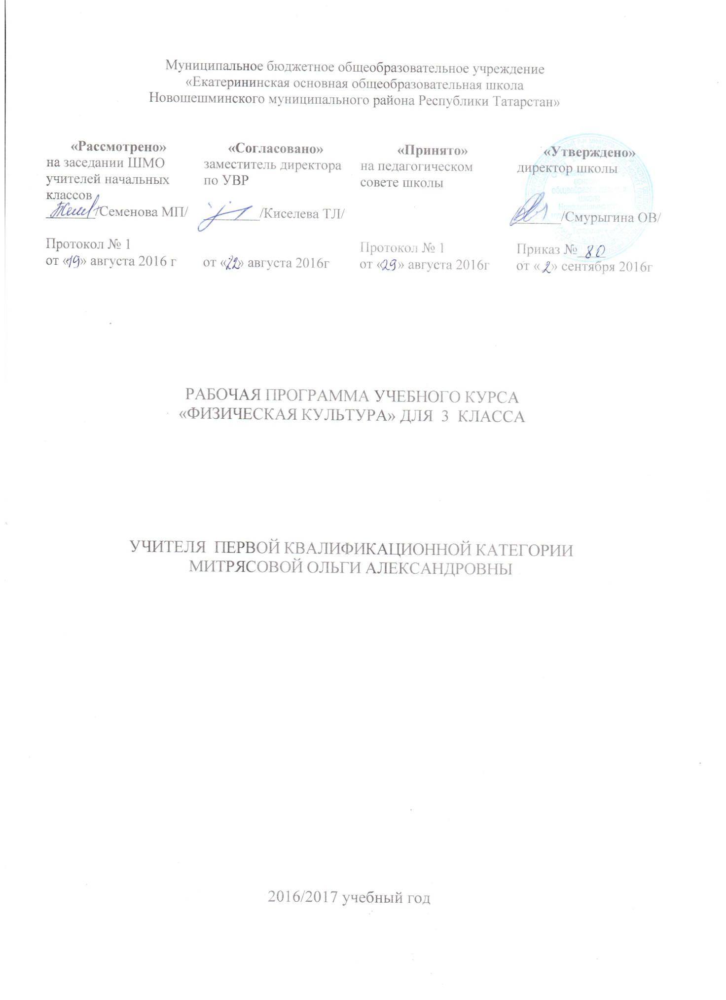 Муниципальное бюджетное общеобразовательное учреждение
«Екатерининская основная общеобразовательная школа
Новошешминского муниципального района Республики Татарстан»
«Рассмотрено»
на заседании ШМО
учителей начальных
классов
/Семенова МП/
Протокол № 1
от «19» августа 2016 г
«Согласовано»
заместитель директора
по УВР
/Киселева ТЛ/
от «22» августа 2016г
«Принято»
на педагогическом
совете школы
Протокол № 1
от «29» августа 2016г
«Утверждено»
директор школы
/Смурыгина ОВ/
Приказ № 80
от « 2» сентября 2016г
РАБОЧАЯ ПРОГРАММА УЧЕБНОГО КУРСА
«ФИЗИЧЕСКАЯ КУЛЬТУРА» ДЛЯ 3 КЛАССА
УЧИТЕЛЯ ПЕРВОЙ КВАЛИФИКАЦИОННОЙ КАТЕГОРИИ
МИТРЯСОВОЙ ОЛЬГИ АЛЕКСАНДРОВНЫ
2016/2017 учебный год